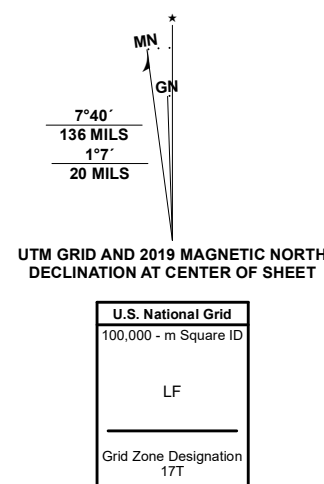 MN
GN
7°40´
136 MILS
1°7´
20 MILS
UTM GRID AND 2019 MAGNETIC NORTH
DECLINATION AT CENTER OF SHEET
U.S. National Grid
100,000 - m Square ID
LF
Grid Zone Designation
17T